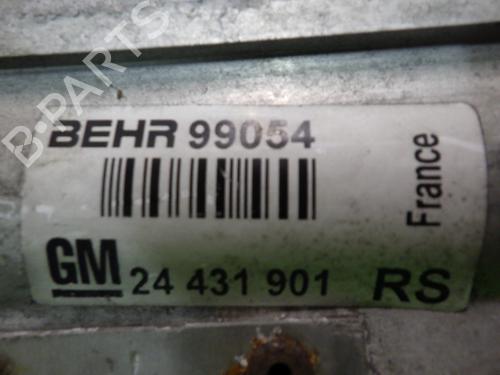 BEHR 99054
France
GM 24 431 901 RS
B-PARTS